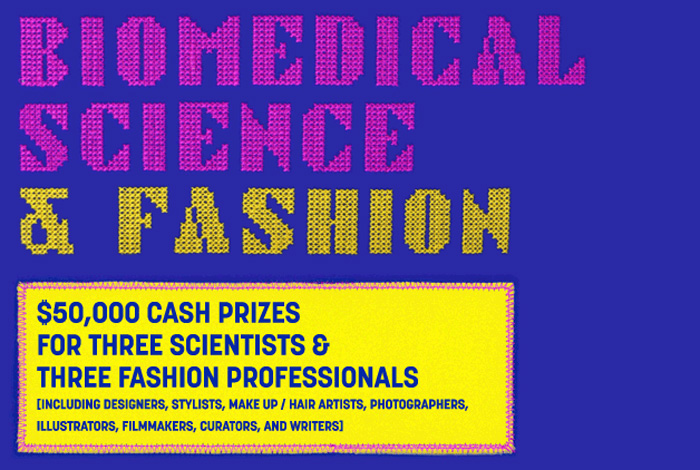 BIOMEDICAL
SCIENCE
& FASHION
$50,000 CASH PRIZES
FOR THREE SCIENTISTS &
THREE FASHION PROFESSIONALS
[INCLUDING DESIGNERS, STYLISTS, MAKE UP / HAIR ARTISTS, PHOTOGRAPHERS,
ILLUSTRATORS, FILMMAKERS, CURATORS, AND WRITERS]